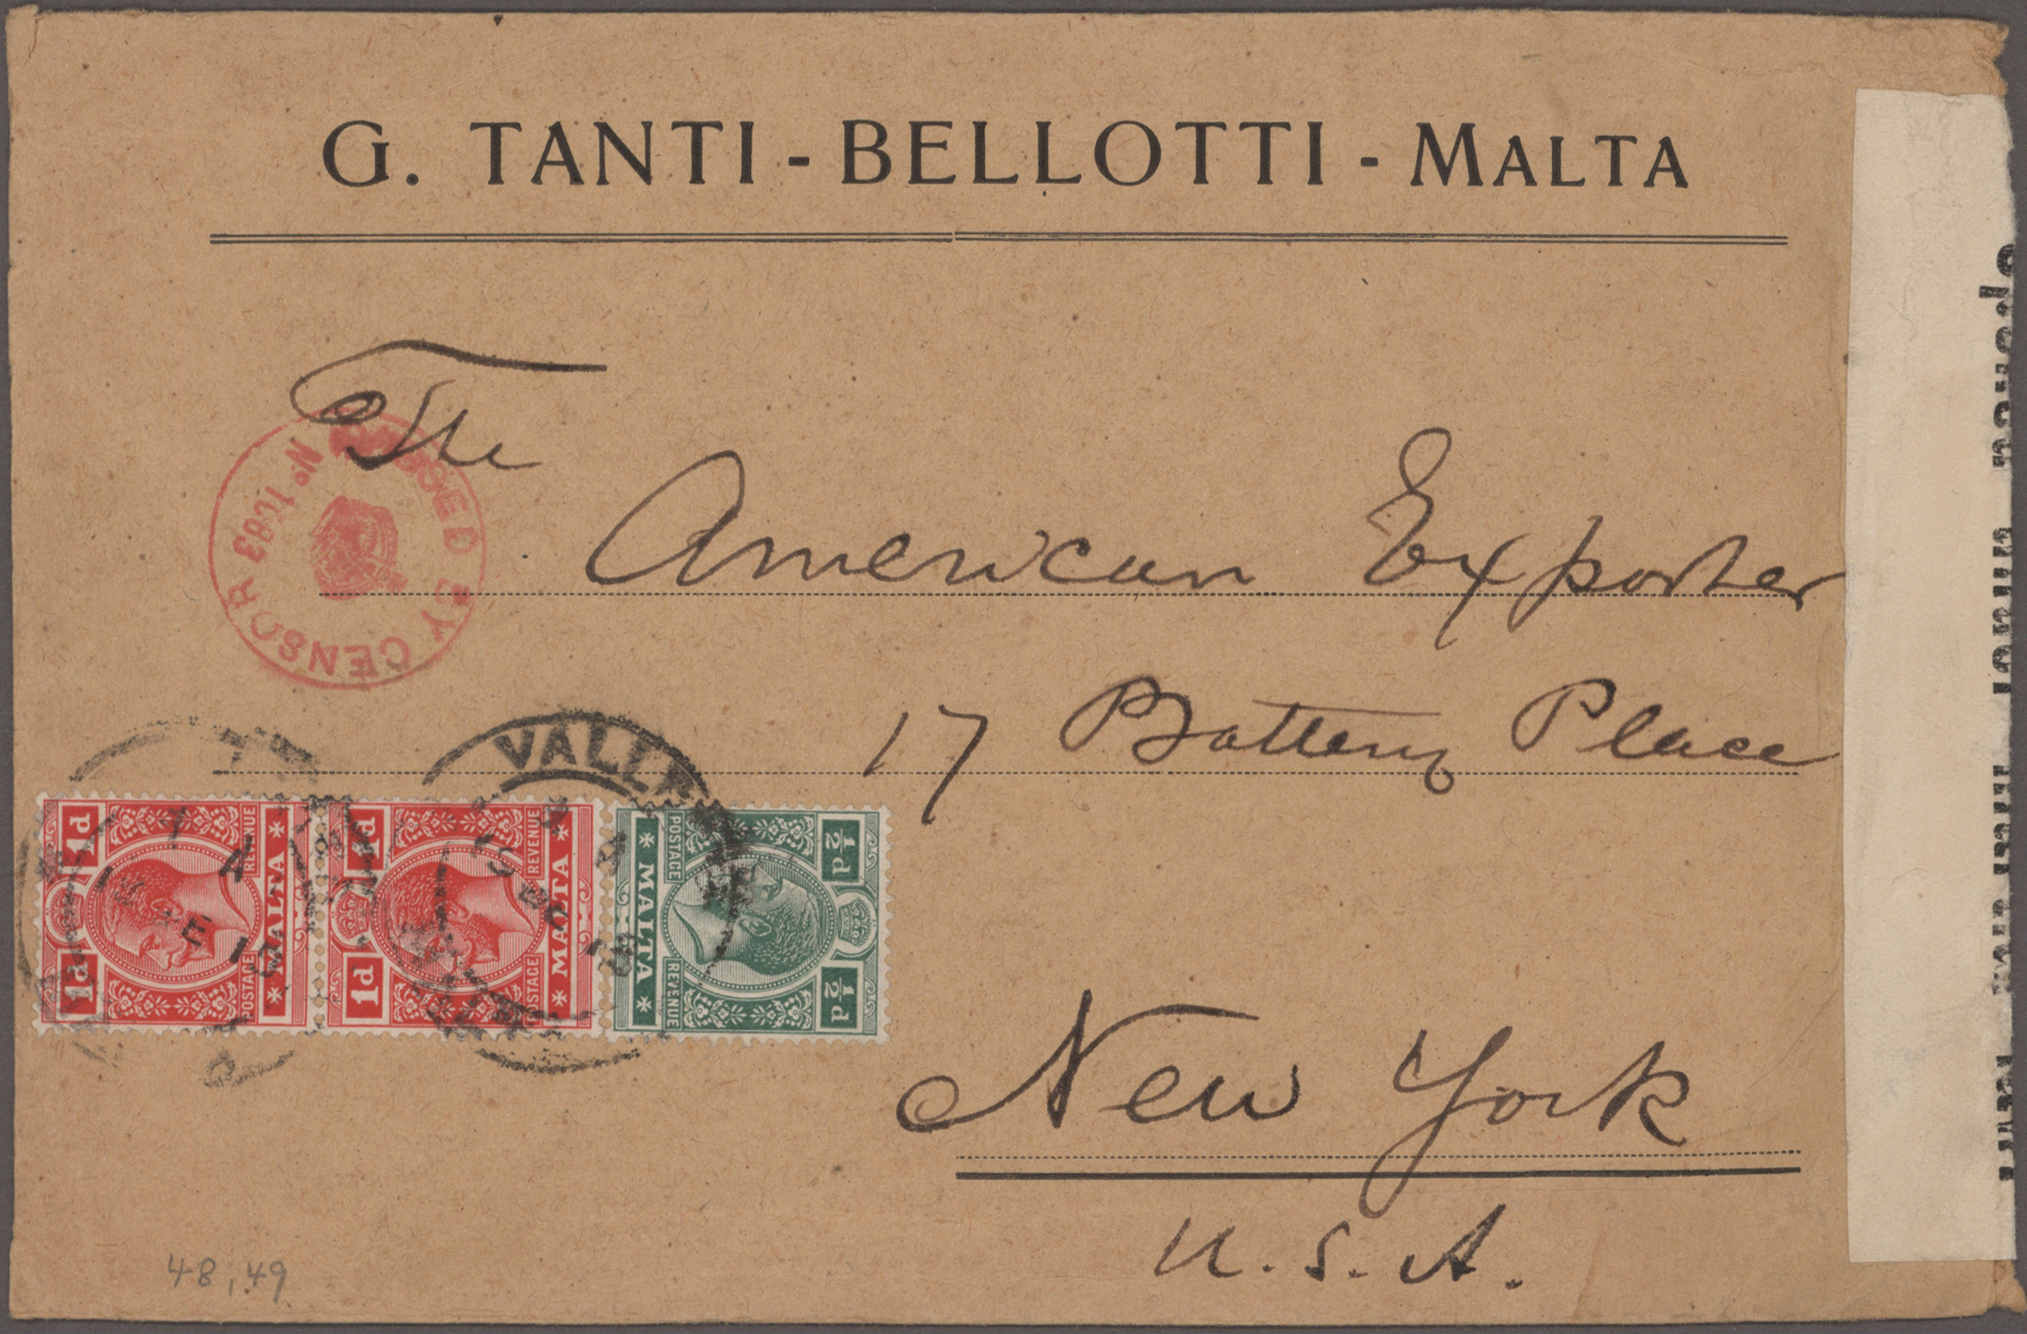 G. TANTI - BELLOTTI - MALTA
The
American Exporter
17 Battery Place
New York
U.S.A.
PASSED BY CENSOR
Nº 1683
VALLE
1d 1d
POSTAGE REVENUE
MALTA
1d 1d
POSTAGE REVENUE
MALTA
½d ½d
POSTAGE REVENUE
MALTA
48, 49